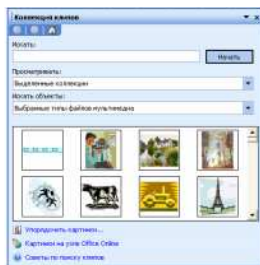 Коллекция клипов
Искать:
Начать
Просматривать:
Выделенные коллекции
Искать объекты:
Выбранные типы файлов мультимедиа
Упорядочить картинки...
Картинки на узле Office Online
Советы по поиску клипов